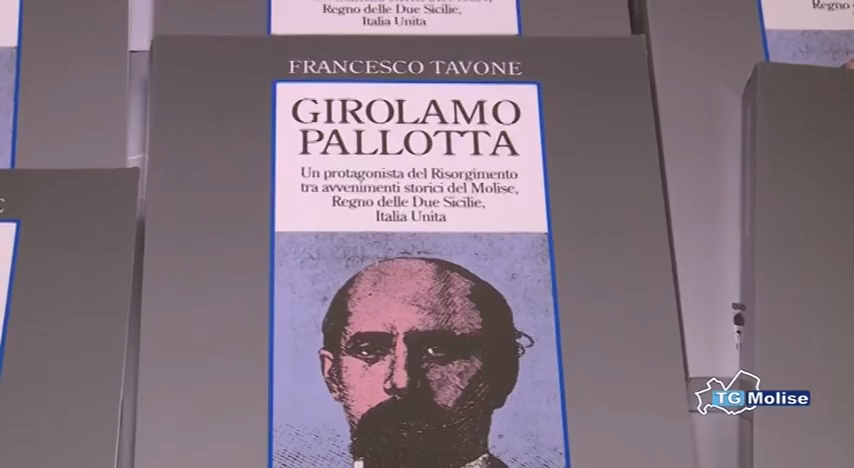 Regno delle Due Sicilie,
Italia Unita
FRANCESCO TAVONE
GIROLAMO
PALLOTTA
Un protagonista del Risorgimento
tra avvenimenti storici del Molise,
Regno delle Due Sicilie,
Italia Unita
TG Molise